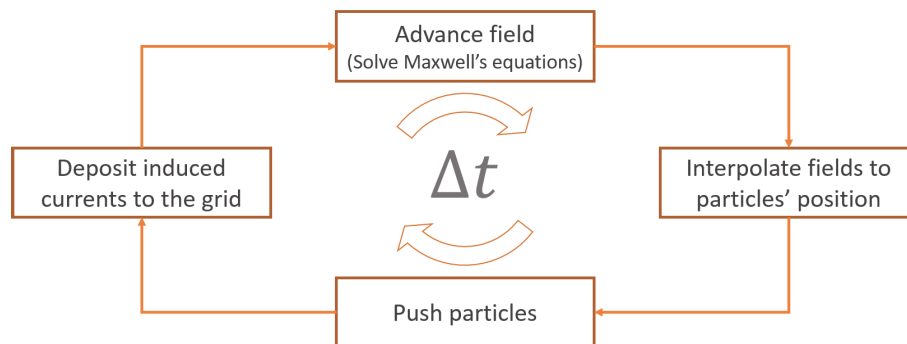 Advance field
(Solve Maxwell's equations)
Deposit induced
currents to the grid
Δt
Interpolate fields to
particles' position
Push particles